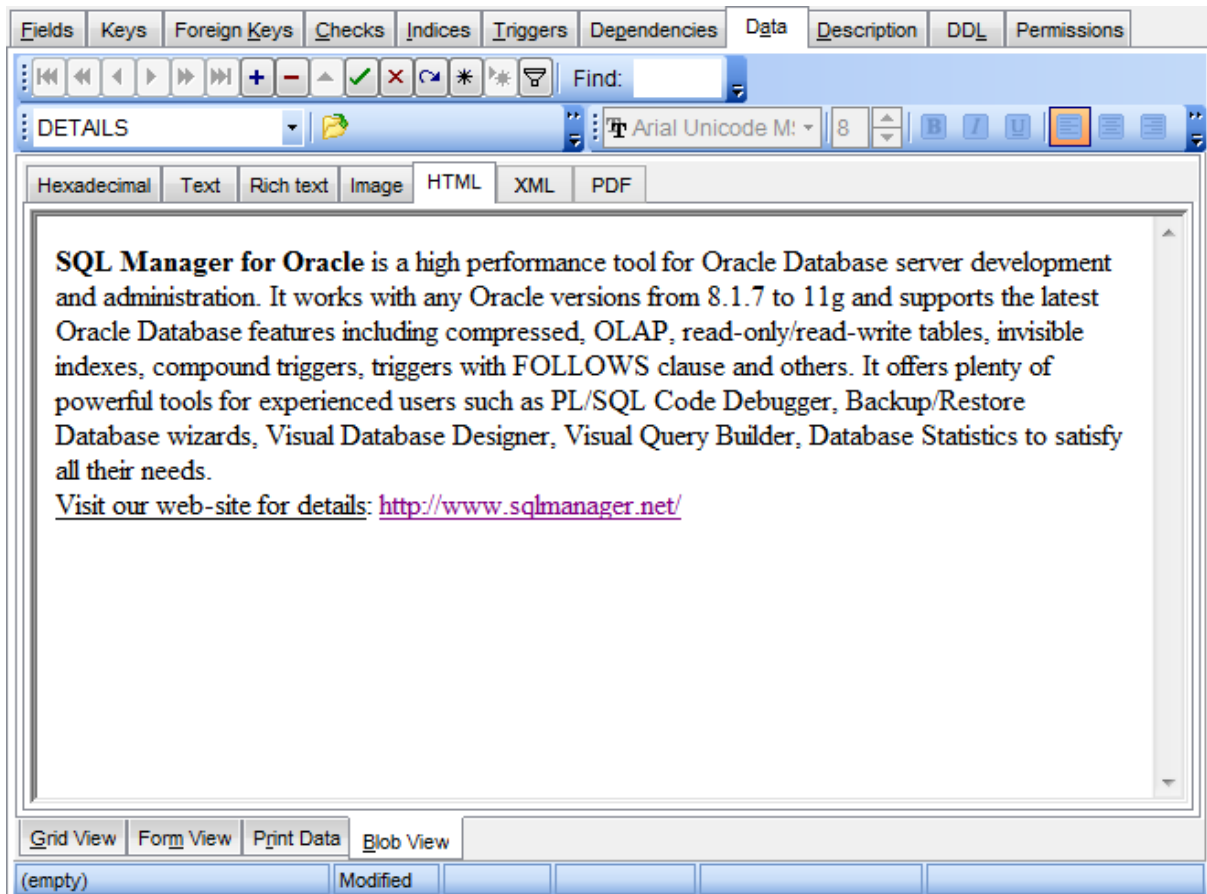 Fields Keys Foreign Keys Checks Indices Triggers Dependencies Data Description DDL Permissions
Find:
DETAILS Arial Unicode M 8 B I U
Hexadecimal Text Rich text Image HTML XML PDF
SQL Manager for Oracle is a high performance tool for Oracle Database server development
and administration. It works with any Oracle versions from 8.1.7 to 11g and supports the latest
Oracle Database features including compressed, OLAP, read-only/read-write tables, invisible
indexes, compound triggers, triggers with FOLLOWS clause and others. It offers plenty of
powerful tools for experienced users such as PL/SQL Code Debugger, Backup/Restore
Database wizards, Visual Database Designer, Visual Query Builder, Database Statistics to satisfy
all their needs.
Visit our web-site for details: http://www.sqlmanager.net/
Grid View Form View Print Data Blob View
(empty) Modified